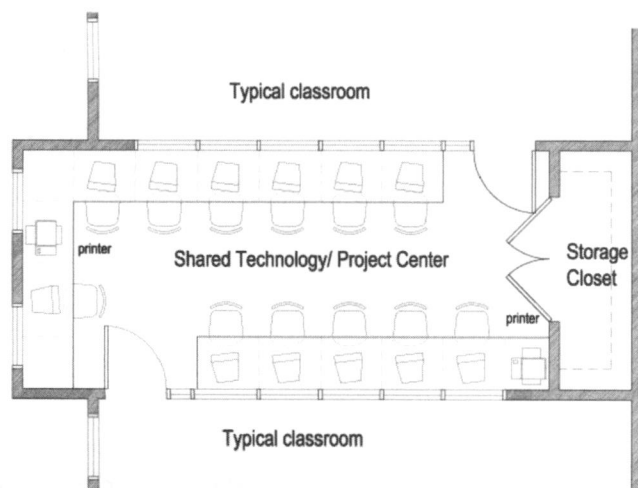 Typical classroom
printer
Shared Technology/ Project Center
Storage
Closet
printer
Typical classroom